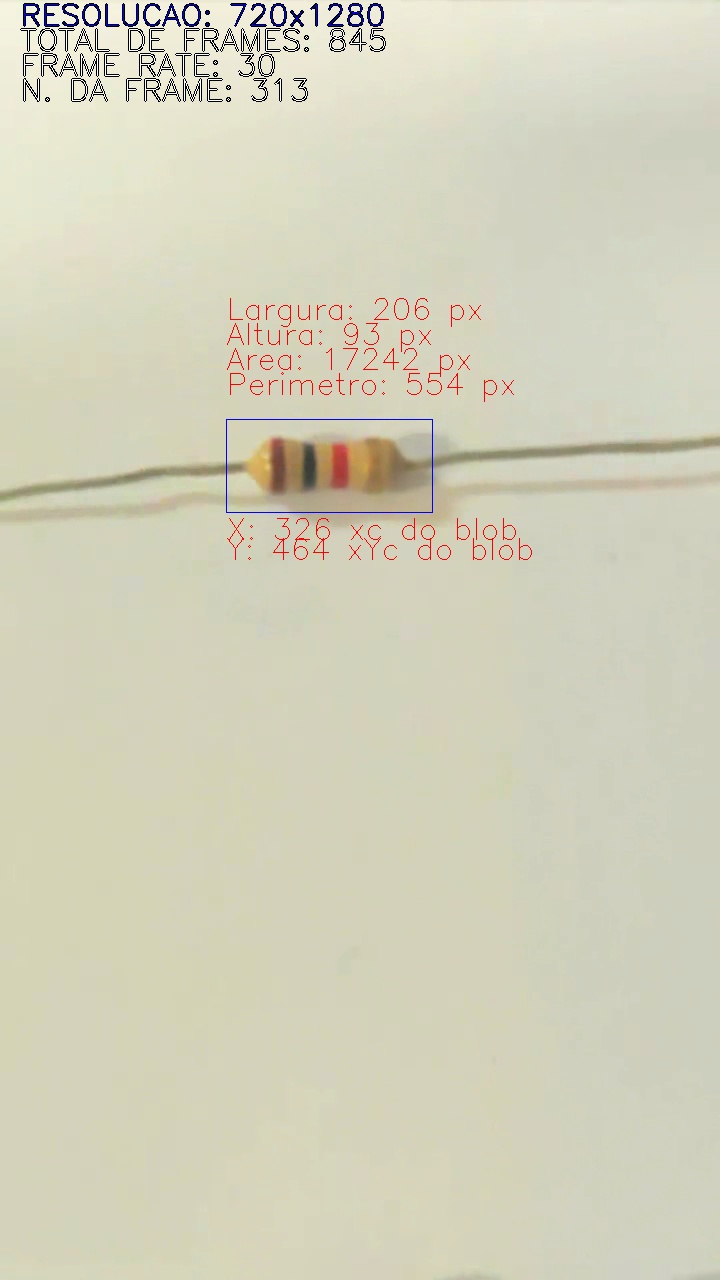 RESOLUCAO: 720x1280
TOTAL DE FRAMES: 845
FRAME RATE: 30
N. DA FRAME: 313
Largura: 206 px
Altura: 93 px
Area: 17242 px
Perimetro: 554 px
X: 326 xc do blob
Y: 464 xYc do blob